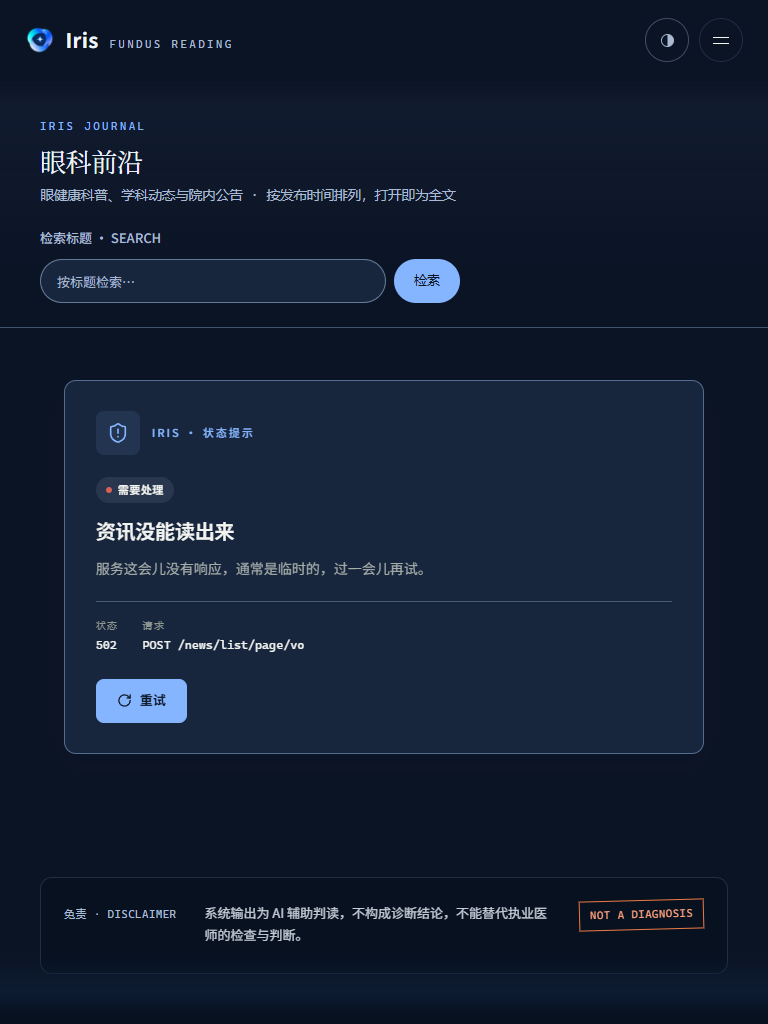 Iris FUNDUS READING
IRIS JOURNAL
眼科前沿
眼健康科普、学科动态与院内公告 · 按发布时间排列，打开即为全文
检索标题 • SEARCH
按标题检索…
检索
IRIS • 状态提示
需要处理
资讯没能读出来
服务这会儿没有响应，通常是临时的，过一会儿再试。
状态 请求
502 POST /news/list/page/vo
重试
免责 · DISCLAIMER
系统输出为 AI 辅助判读，不构成诊断结论，不能替代执业医
师的检查与判断。
NOT A DIAGNOSIS